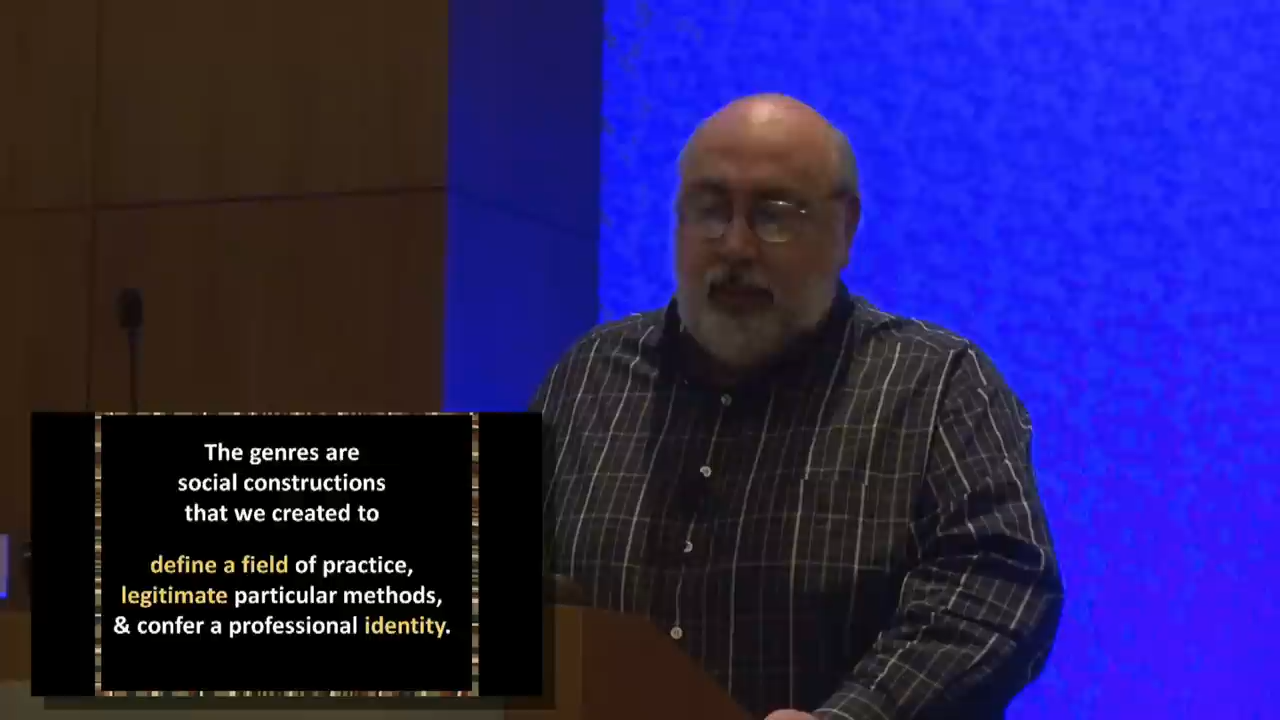 The genres are
social constructions
that we created to
define a field of practice,
legitimate particular methods,
& confer a professional identity.